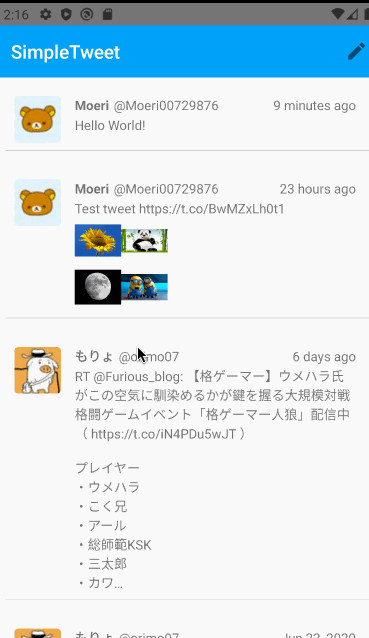 2:16
SimpleTweet
Moeri @Moeri00729876 9 minutes ago
Hello World!
Moeri @Moeri00729876 23 hours ago
Test tweet https://t.co/BwMZxLh0t1
もりょ @orimo07 6 days ago
RT @Furious_blog: 【格ゲーマー】ウメハラ氏
がこの空気に馴染めるかが鍵を握る大規模対戦
格闘ゲームイベント「格ゲーマー人狼」配信中
（ https://t.co/iN4PDu5wJT ）
プレイヤー
・ウメハラ
・こく兄
・アール
・総師範KSK
・三太郎
・カワ…
もりょ @orimo07 Jun 22, 2020